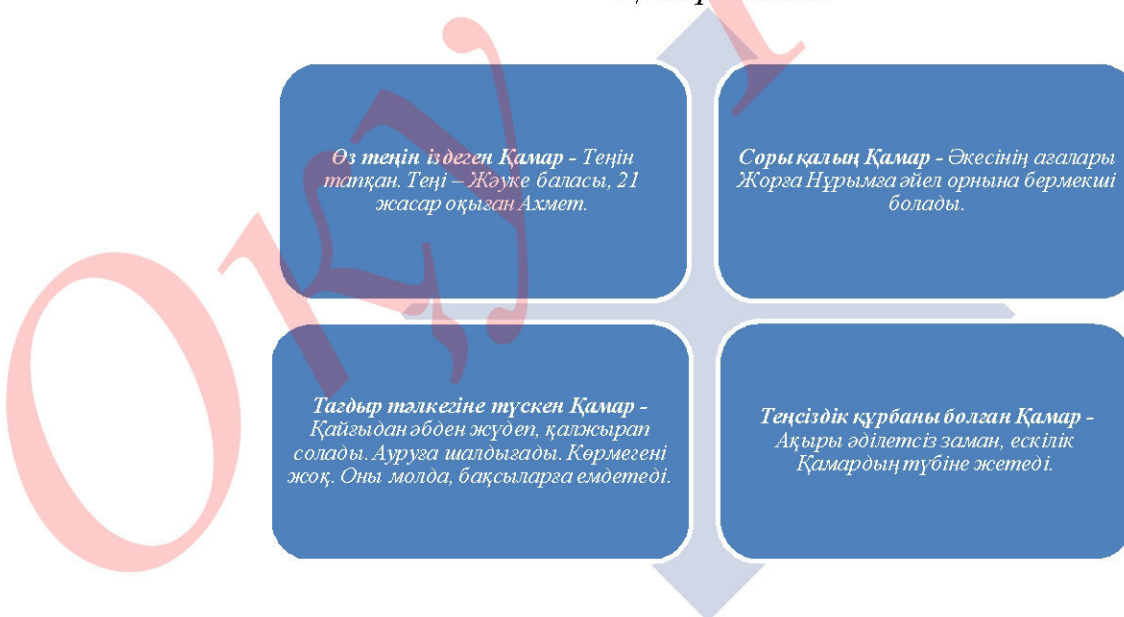 Өз теңін іздеген Қамар - Теңін
тапқан. Теңі – Жәуке баласы, 21
жасар оқыған Ахмет.
Соры қалың Қамар - Әкесінің ағалары
Жорға Нұрымға әйел орнына бермекші
болады.
Тағдыр тәлкегіне түскен Қамар -
Қайғыдан әбден жүдеп, қалжырап
солады. Ауруға шалдығады. Көрмегені
жоқ. Оны молда, бақсыларға емдетеді.
Теңсіздік құрбаны болған Қамар -
Ақыры әділетсіз заман, ескілік
Қамардың түбіне жетеді.